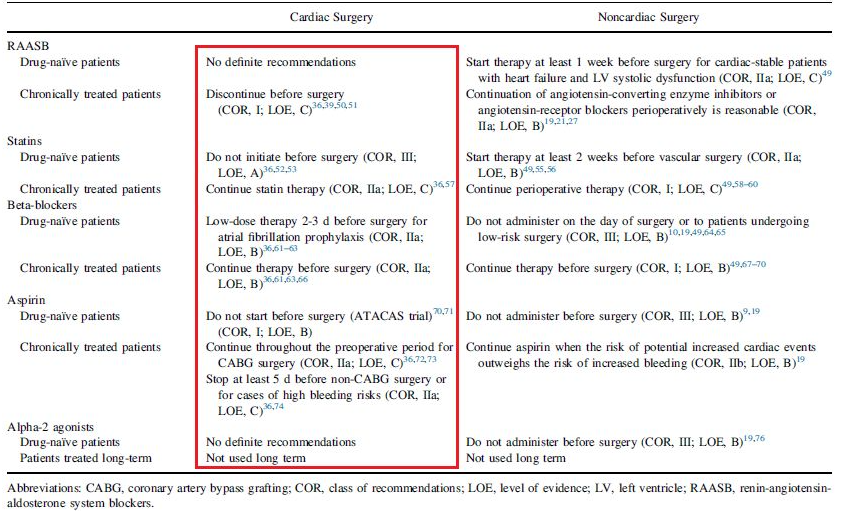 Cardiac Surgery Noncardiac Surgery
RAASB
Drug-naïve patients No definite recommendations Start therapy at least 1 week before surgery for cardiac-stable patients
with heart failure and LV systolic dysfunction (COR, IIa; LOE, C)49
Chronically treated patients Discontinue before surgery Continuation of angiotensin-converting enzyme inhibitors or
(COR, I; LOE, C)36,39,50,51 angiotensin-receptor blockers perioperatively is reasonable (COR,
IIa; LOE, B)19,21,27
Statins
Drug-naïve patients Do not initiate before surgery (COR, III; Start therapy at least 2 weeks before vascular surgery (COR, IIa;
LOE, A)36,52,53 LOE, B)49,55,56
Chronically treated patients Continue statin therapy (COR, IIa; LOE, C)36,57 Continue perioperative therapy (COR, I; LOE, C)49,58–60
Beta-blockers
Drug-naïve patients Low-dose therapy 2-3 d before surgery for Do not administer on the day of surgery or to patients undergoing
atrial fibrillation prophylaxis (COR, IIa; low-risk surgery (COR, III; LOE, B)10,19,49,64,65
LOE, B)36,61–63
Chronically treated patients Continue therapy before surgery (COR, IIa; Continue therapy before surgery (COR, I; LOE, B)49,67–70
LOE, B)36,61,63,66
Aspirin
Drug-naïve patients Do not start before surgery (ATACAS trial)70,71 Do not administer before surgery (COR, III; LOE, B)9,19
(COR, I; LOE, B)
Chronically treated patients Continue throughout the preoperative period for Continue aspirin when the risk of potential increased cardiac events
CABG surgery (COR, IIa; LOE, C)36,72,73 outweighs the risk of increased bleeding (COR, IIb; LOE, B)19
Stop at least 5 d before non-CABG surgery or
for cases of high bleeding risks (COR, IIa;
LOE, C)36,74
Alpha-2 agonists
Drug-naïve patients No definite recommendations Do not administer before surgery (COR, III; LOE, B)19,76
Patients treated long-term Not used long term Not used long term
Abbreviations: CABG, coronary artery bypass grafting; COR, class of recommendations; LOE, level of evidence; LV, left ventricle; RAASB, renin-angiotensin-
aldosterone system blockers.